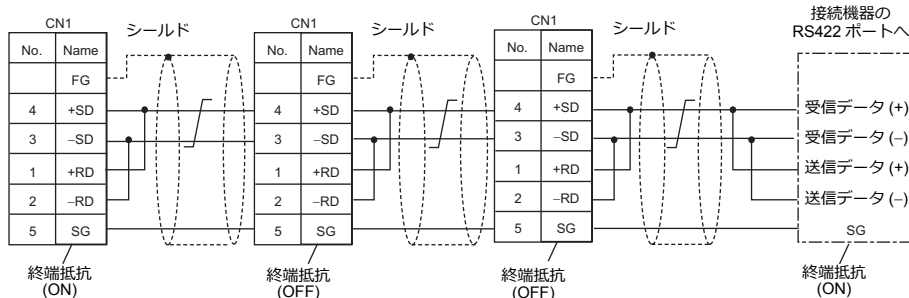 CN1
No. Name
FG
4 +SD
3 −SD
1 +RD
2 −RD
5 SG
終端抵抗
(ON)
シールド
CN1
No. Name
FG
4 +SD
3 −SD
1 +RD
2 −RD
5 SG
終端抵抗
(OFF)
シールド
CN1
No. Name
FG
4 +SD
3 −SD
1 +RD
2 −RD
5 SG
終端抵抗
(OFF)
シールド
接続機器の
RS422 ポートへ
受信データ (+)
受信データ (−)
送信データ (+)
送信データ (−)
SG
終端抵抗
(ON)